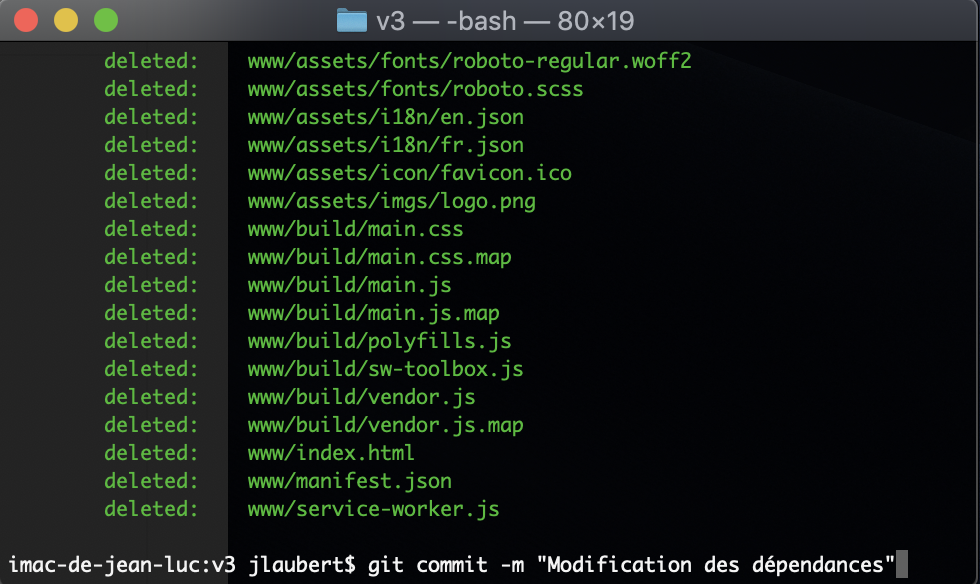 v3 — -bash — 80×19
deleted: www/assets/fonts/roboto-regular.woff2
deleted: www/assets/fonts/roboto.scss
deleted: www/assets/i18n/en.json
deleted: www/assets/i18n/fr.json
deleted: www/assets/icon/favicon.ico
deleted: www/assets/imgs/logo.png
deleted: www/build/main.css
deleted: www/build/main.css.map
deleted: www/build/main.js
deleted: www/build/main.js.map
deleted: www/build/polyfills.js
deleted: www/build/sw-toolbox.js
deleted: www/build/vendor.js
deleted: www/build/vendor.js.map
deleted: www/index.html
deleted: www/manifest.json
deleted: www/service-worker.js
imac-de-jean-luc:v3 jlaubert$ git commit -m "Modification des dépendances"